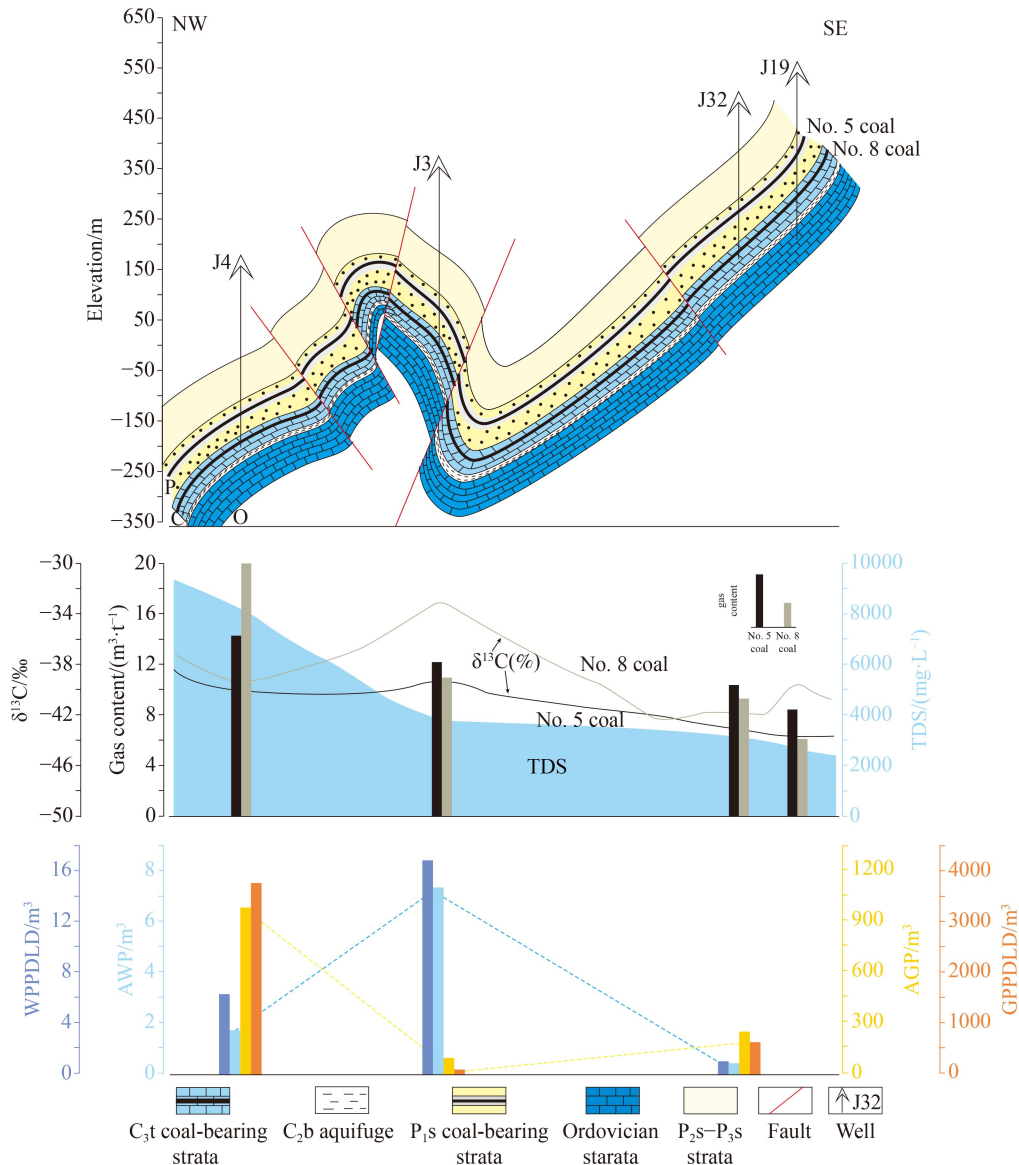 650
550
450
350
250
150
50
−50
−150
−250
−350
Elevation/m
NW
SE
J19
J32
No. 5 coal
No. 8 coal
J3
J4
P
C
O
−30
−34
−38
−42
−46
−50
δ¹³C/‰
20
16
12
8
4
0
Gas content/(m³·t⁻¹)
δ¹³C(%)
No. 8 coal
No. 5 coal
TDS
gas
content
No. 5
coal
No. 8
coal
10000
8000
6000
4000
2000
0
TDS/(mg·L⁻¹)
16
12
8
4
0
WPPDLD/m³
8
6
4
2
0
AWP/m³
1200
900
600
300
0
AGP/m³
4000
3000
2000
1000
0
GPPDLD/m³
C₃t coal-bearing
strata
C₂b aquifuge
P₁s coal-bearing
strata
Ordovician
starata
P₂s−P₃s
strata
Fault
J32
Well